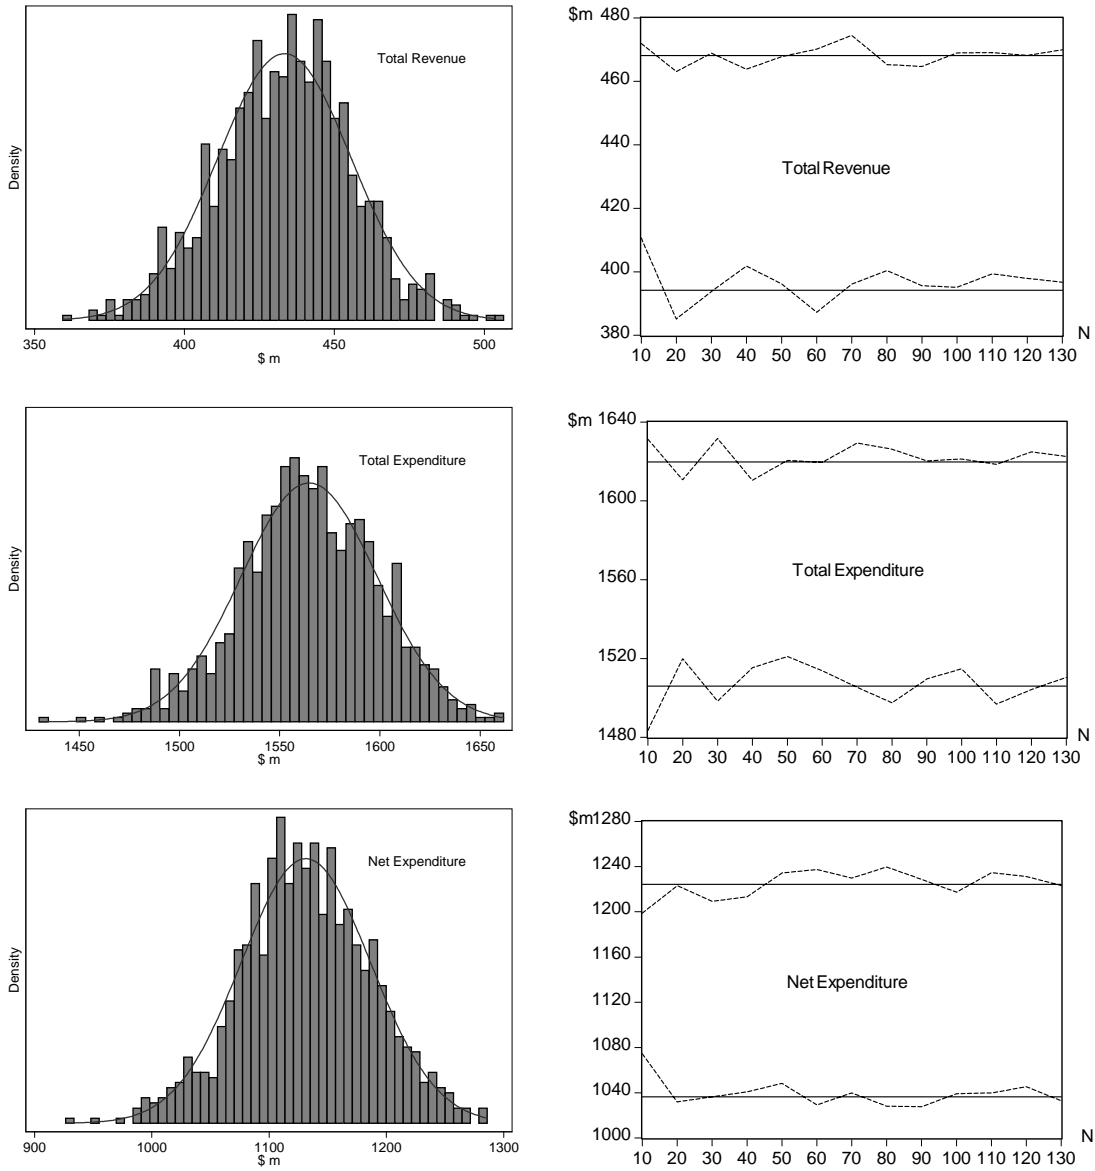 Total Revenue
Density
350 400 450 500
$ m
$m 480
460
440
Total Revenue
420
400
380
N
10 20 30 40 50 60 70 80 90 100 110 120 130
Total Expenditure
Density
1450 1500 1550 1600 1650
$ m
$m 1640
1600
1560
Total Expenditure
1520
1480
N
10 20 30 40 50 60 70 80 90 100 110 120 130
Net Expenditure
Density
900 1000 1100 1200 1300
$ m
$m1280
1240
1200
1160
1120
Net Expenditure
1080
1040
1000
N
10 20 30 40 50 60 70 80 90 100 110 120 130